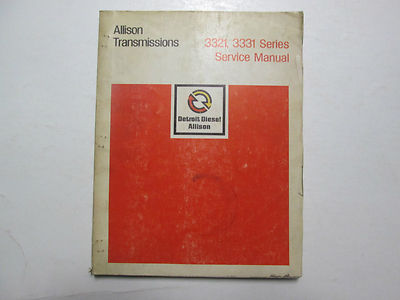 Allison
Transmissions
3321, 3331 Series
Service Manual
Detroit Diesel
Allison